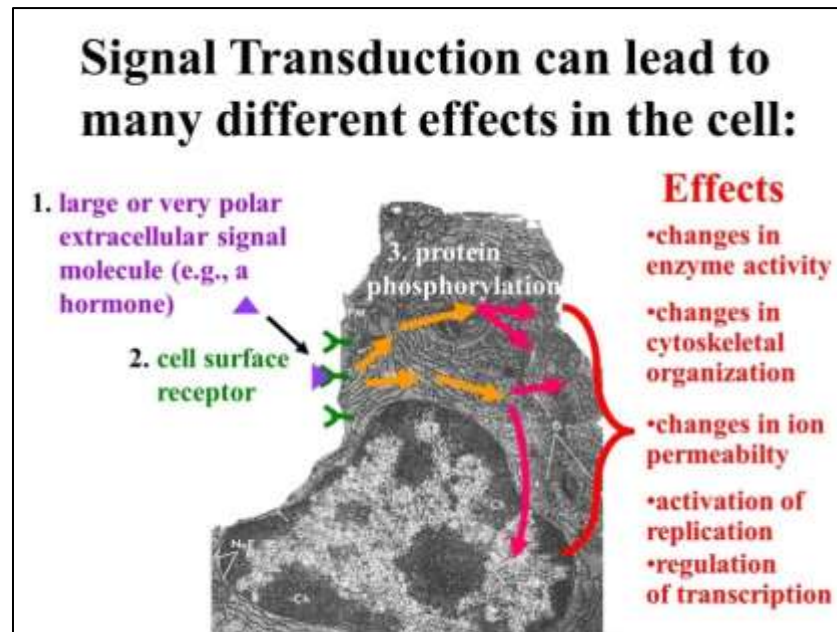 Signal Transduction can lead to
many different effects in the cell:
1. large or very polar
extracellular signal
molecule (e.g., a
hormone)
2. cell surface
receptor
3. protein
phosphorylation
Effects
•changes in
enzyme activity
•changes in
cytoskeletal
organization
•changes in ion
permeabilty
•activation of
replication
•regulation
of transcription